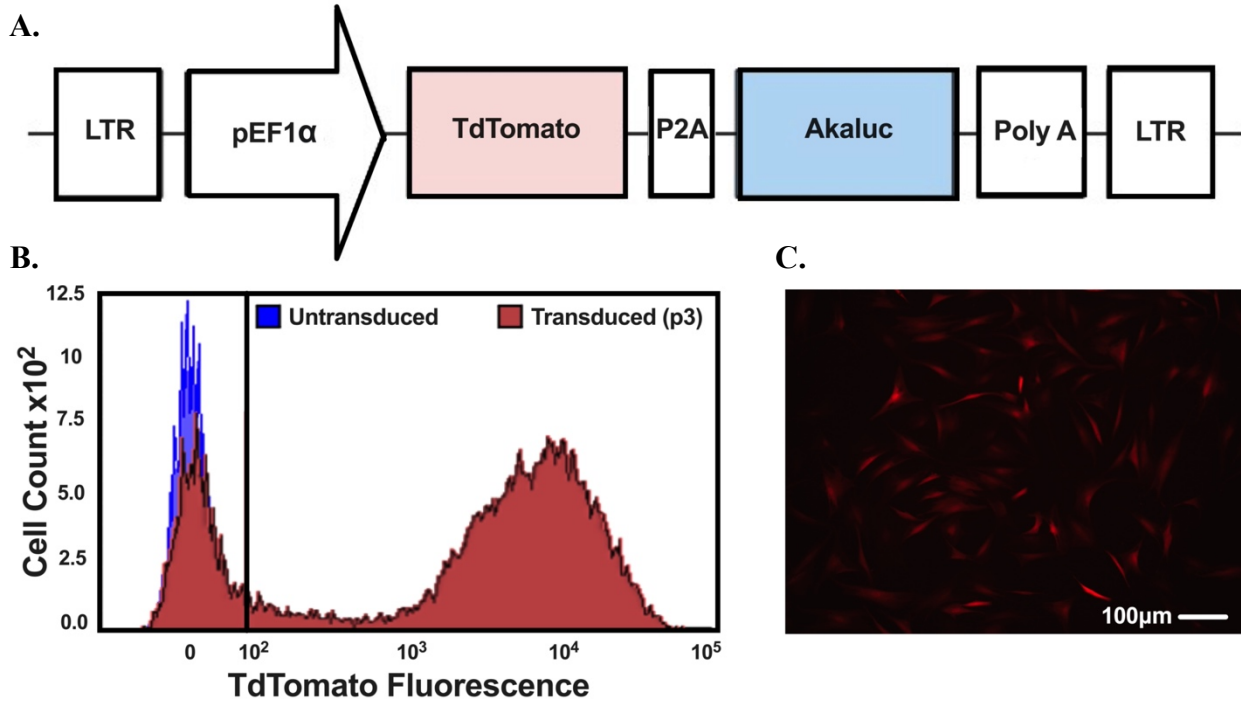 A.
LTR pEF1α TdTomato P2A Akaluc Poly A LTR
B.
Cell Count x10²
12.5
10
7.5
5.0
2.5
0.0
Untransduced Transduced (p3)
0 10² 10³ 10⁴ 10⁵
TdTomato Fluorescence
C.
100μm